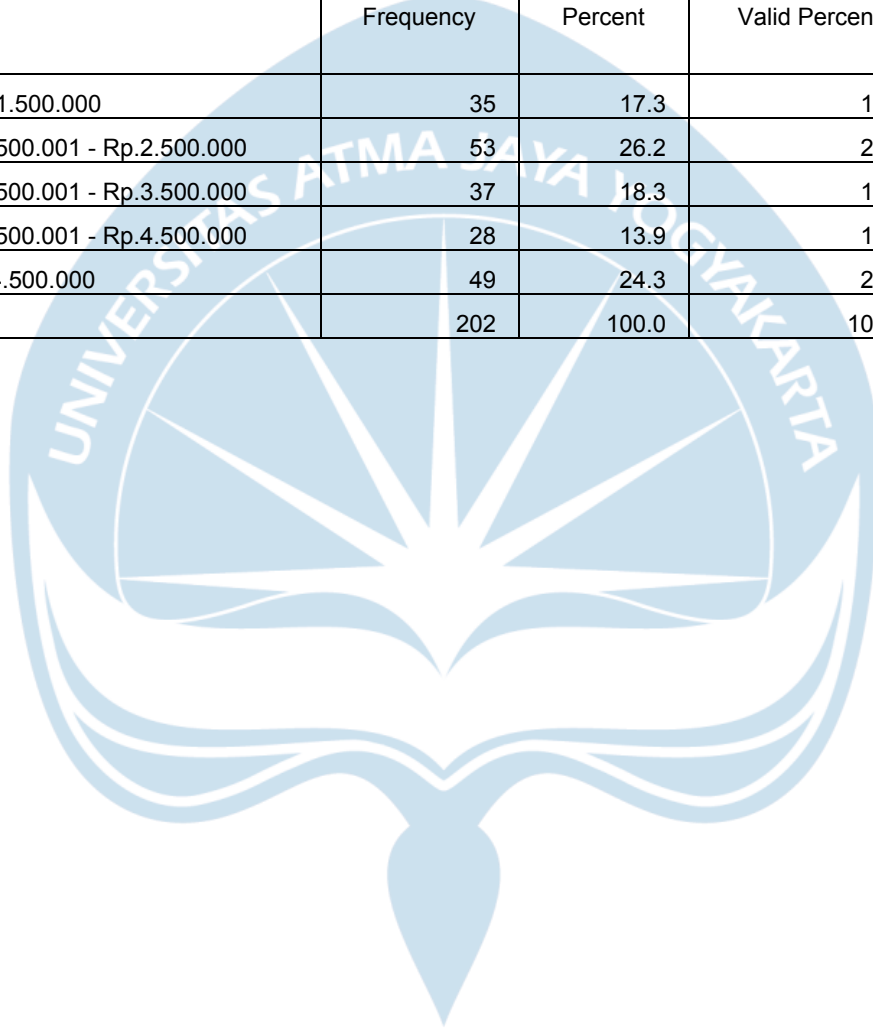 Frequency Percent Valid Percen
1.500.000 35 17.3 1
500.001 - Rp.2.500.000 53 26.2 2
500.001 - Rp.3.500.000 37 18.3 1
500.001 - Rp.4.500.000 28 13.9 1
.500.000 49 24.3 2
202 100.0 10
UNIVERSITAS ATMA JAYA YOGYAKARTA